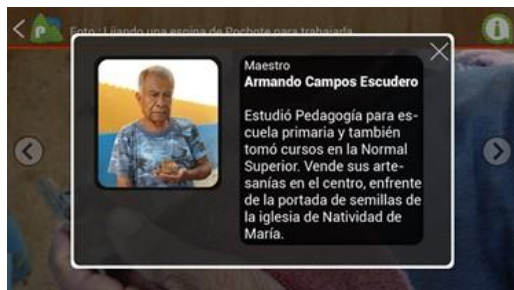 Foto : Lijando una espina de Pochote para trabajarla
Maestro
Armando Campos Escudero
Estudió Pedagogía para es-
cuela primaria y también
tomó cursos en la Normal
Superior. Vende sus arte-
sanías en el centro, enfrente
de la portada de semillas de
la iglesia de Natividad de
María.